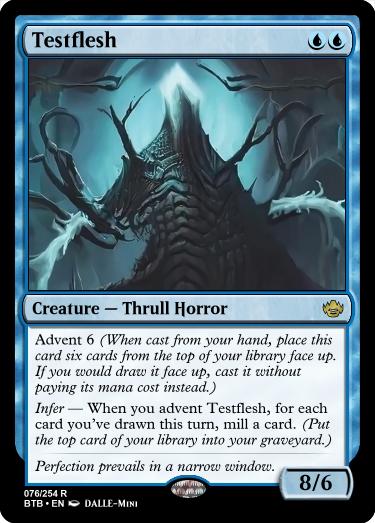 Testflesh
Creature — Thrull Horror
Advent 6 (When cast from your hand, place this
card six cards from the top of your library face up.
If you would draw it face up, cast it without
paying its mana cost instead.)
Infer — When you advent Testflesh, for each
card you've drawn this turn, mill a card. (Put
the top card of your library into your graveyard.)
Perfection prevails in a narrow window.
8/6
076/254 R
BTB • EN DALLE-Mini